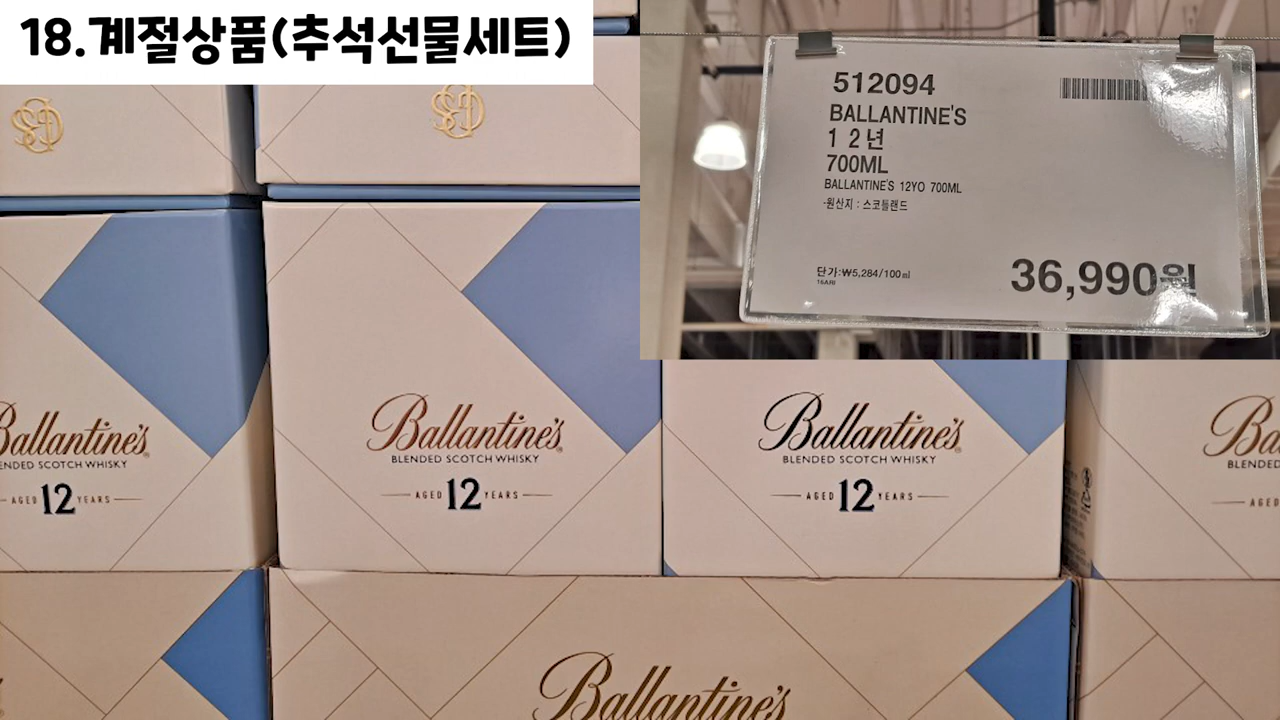 18.계절상품(추석선물세트)
512094
BALLANTINE'S
1 2 년
700ML
BALLANTINE'S 12YO 700ML
-원산지 : 스코틀랜드
단가:₩5,284/100㎖
36,990원
Ballantine's
BLENDED SCOTCH WHISKY
AGED 12 YEARS
Ballantine's
BLENDED SCOTCH WHISKY
AGED 12 YEARS
Ballantine's
BLENDED SCOTCH WHISKY
AGED 12 YEARS
Ba
BLENDED
AGED
Ballantine's